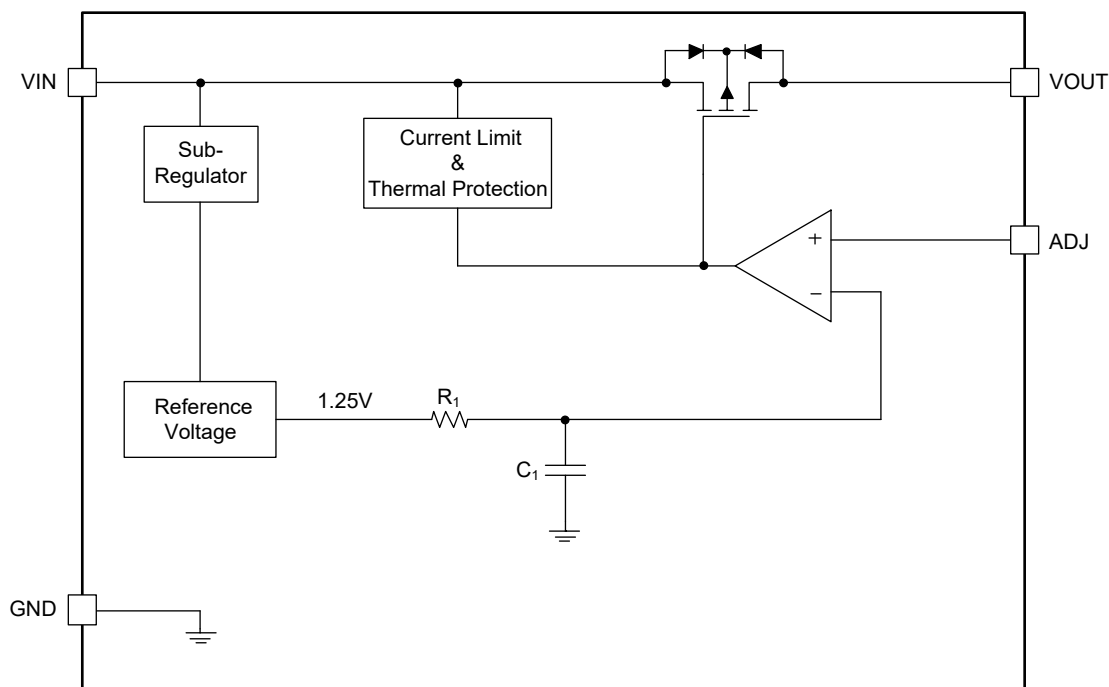 VIN
VOUT
Sub-
Regulator
Current Limit
&
Thermal Protection
+
ADJ
−
Reference
Voltage
1.25V
R1
C1
GND